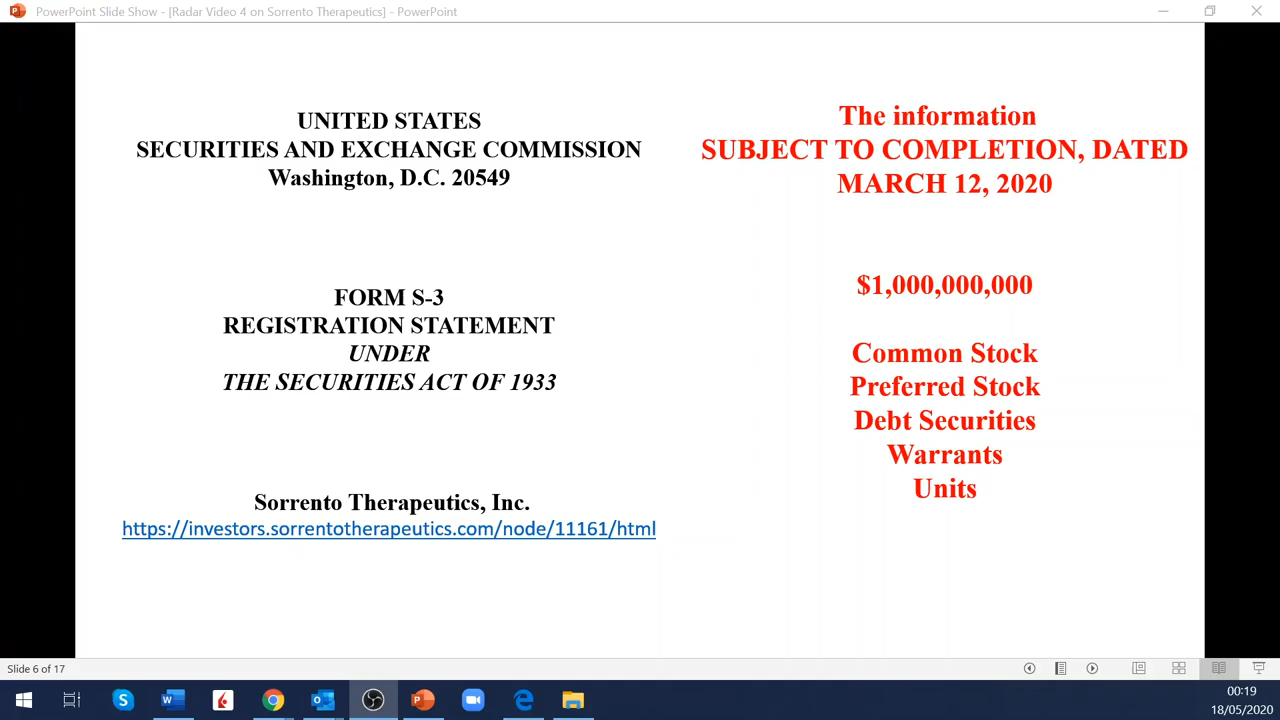 PowerPoint Slide Show - [Radar Video 4 on Sorrento Therapeutics] - PowerPoint
UNITED STATES
SECURITIES AND EXCHANGE COMMISSION
Washington, D.C. 20549
FORM S-3
REGISTRATION STATEMENT
UNDER
THE SECURITIES ACT OF 1933
Sorrento Therapeutics, Inc.
https://investors.sorrentotherapeutics.com/node/11161/html
The information
SUBJECT TO COMPLETION, DATED
MARCH 12, 2020
$1,000,000,000
Common Stock
Preferred Stock
Debt Securities
Warrants
Units
Slide 6 of 17
00:19
18/05/2020